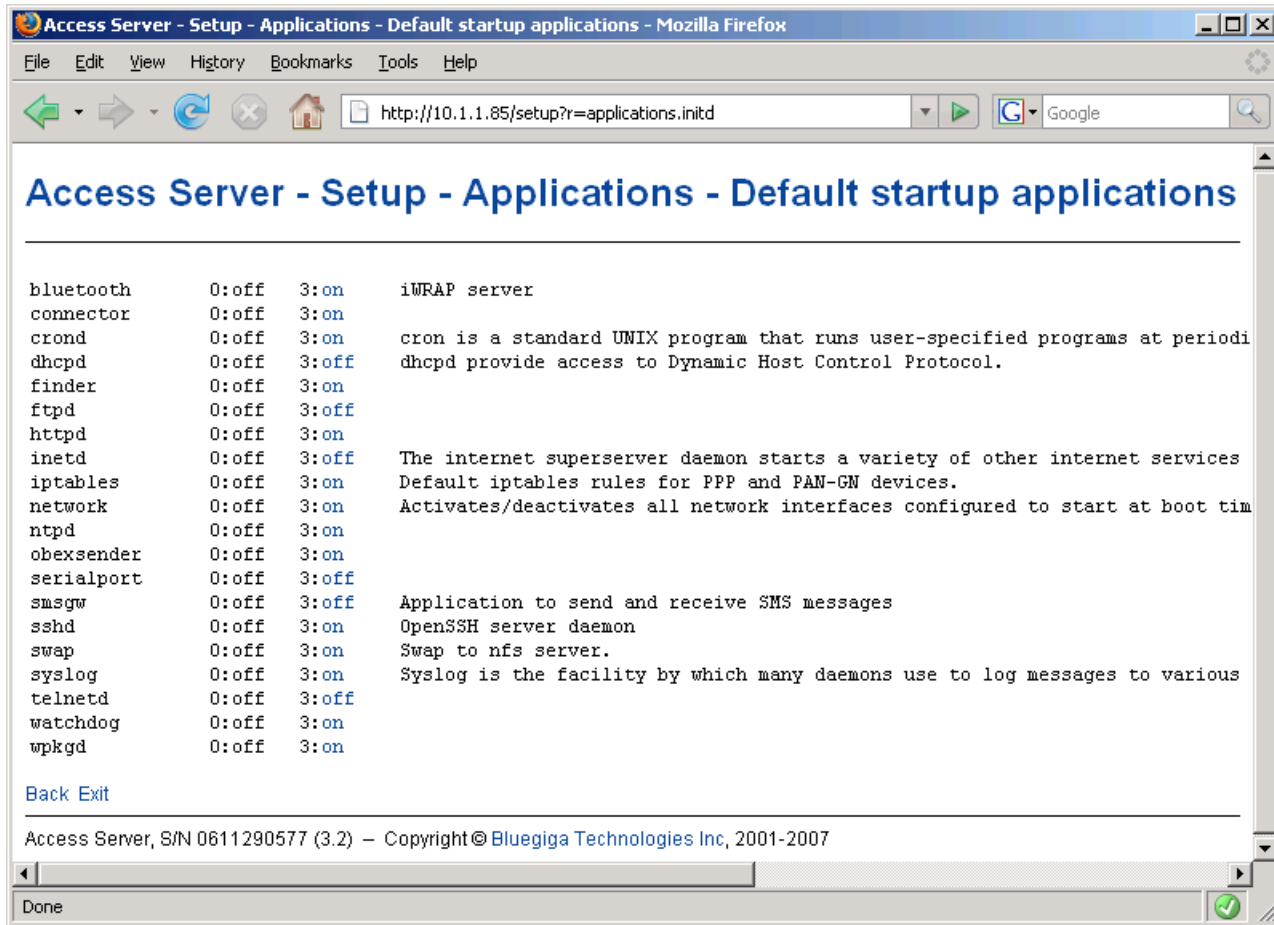 Access Server - Setup - Applications - Default startup applications - Mozilla Firefox
File Edit View History Bookmarks Tools Help
http://10.1.1.85/setup?r=applications.initd G Google
Access Server - Setup - Applications - Default startup applications
bluetooth 0:off 3:on iWRAP server
connector 0:off 3:on
crond 0:off 3:on cron is a standard UNIX program that runs user-specified programs at periodi
dhcpd 0:off 3:off dhcpd provide access to Dynamic Host Control Protocol.
finder 0:off 3:on
ftpd 0:off 3:off
httpd 0:off 3:on
inetd 0:off 3:off The internet superserver daemon starts a variety of other internet services
iptables 0:off 3:on Default iptables rules for PPP and PAN-GN devices.
network 0:off 3:on Activates/deactivates all network interfaces configured to start at boot tim
ntpd 0:off 3:on
obexsender 0:off 3:on
serialport 0:off 3:off
smsgw 0:off 3:off Application to send and receive SMS messages
sshd 0:off 3:on OpenSSH server daemon
swap 0:off 3:on Swap to nfs server.
syslog 0:off 3:on Syslog is the facility by which many daemons use to log messages to various
telnetd 0:off 3:off
watchdog 0:off 3:on
wpkgd 0:off 3:on
Back Exit
Access Server, S/N 0611290577 (3.2) – Copyright © Bluegiga Technologies Inc, 2001-2007
Done